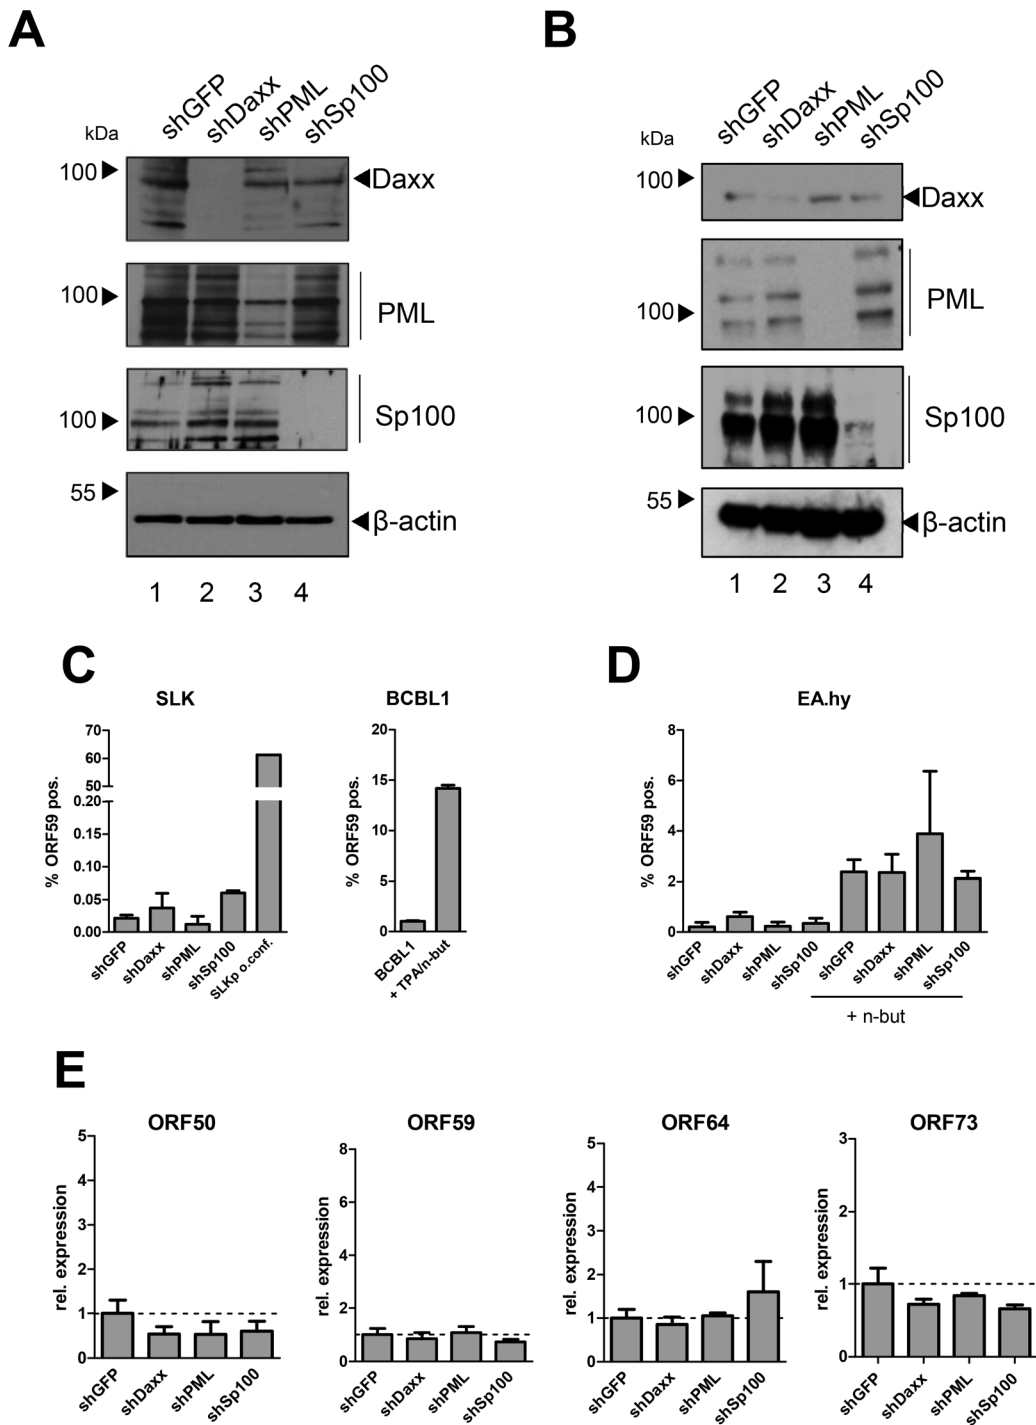 A
kDa
shGFP
shDaxx
shPML
shSp100
100
Daxx
100
PML
100
Sp100
55
β-actin
1 2 3 4
B
kDa
shGFP
shDaxx
shPML
shSp100
100
Daxx
100
PML
100
Sp100
55
β-actin
1 2 3 4
C
SLK
% ORF59 pos.
70
60
50
0.20
0.15
0.10
0.05
0.00
shGFP
shDaxx
shPML
shSp100
SLKp o.conf.
BCBL1
% ORF59 pos.
20
15
10
5
0
BCBL1
+ TPA/n-but
D
EA.hy
% ORF59 pos.
8
6
4
2
0
shGFP
shDaxx
shPML
shSp100
shGFP
shDaxx
shPML
shSp100
+ n-but
E
ORF50
rel. expression
5
4
3
2
1
0
shGFP
shDaxx
shPML
shSp100
ORF59
rel. expression
8
6
4
2
0
shGFP
shDaxx
shPML
shSp100
ORF64
rel. expression
5
4
3
2
1
0
shGFP
shDaxx
shPML
shSp100
ORF73
rel. expression
3
2
1
0
shGFP
shDaxx
shPML
shSp100